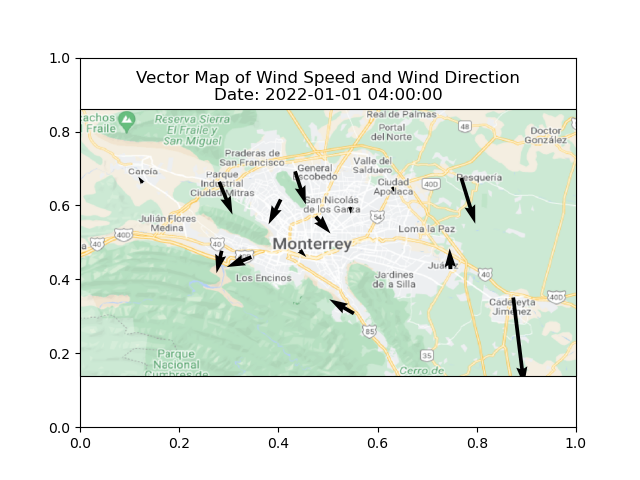 1.0
Vector Map of Wind Speed and Wind Direction
Date: 2022-01-01 04:00:00
achos
Fraile
Reserva Sierra
El Fraile y
San Miguel
Real de Palmas
Portal
del Norte
48
Doctor
González
0.8
García
Praderas de
San Francisco
Parque
Industrial
Ciudad Mitras
General
Escobedo
Valle del
Salduero
Ciudad
Apodaca
40D
Pesquería
0.6
San Nicolás
de los Garza
54
Julián Flores
Medina
40
40D
40
Monterrey
Loma la Paz
0.4
Los Encinos
Jardines
de la Silla
Juárez
40
Cadereyta
Jiménez
40D
85
0.2
Parque
Nacional
Cumbres de
35
Cerro de
0.0
0.0
0.2
0.4
0.6
0.8
1.0